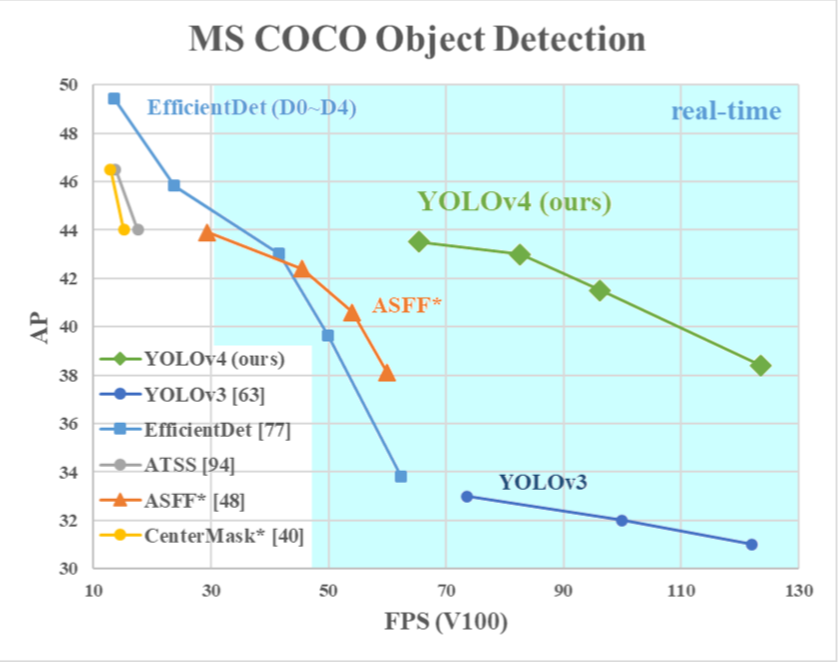 MS COCO Object Detection
50
48
46
44
42
40
38
36
34
32
30
AP
EfficientDet (D0~D4)
real-time
YOLOv4 (ours)
ASFF*
YOLOv3
YOLOv4 (ours)
YOLOv3 [63]
EfficientDet [77]
ATSS [94]
ASFF* [48]
CenterMask* [40]
10 30 50 70 90 110 130
FPS (V100)